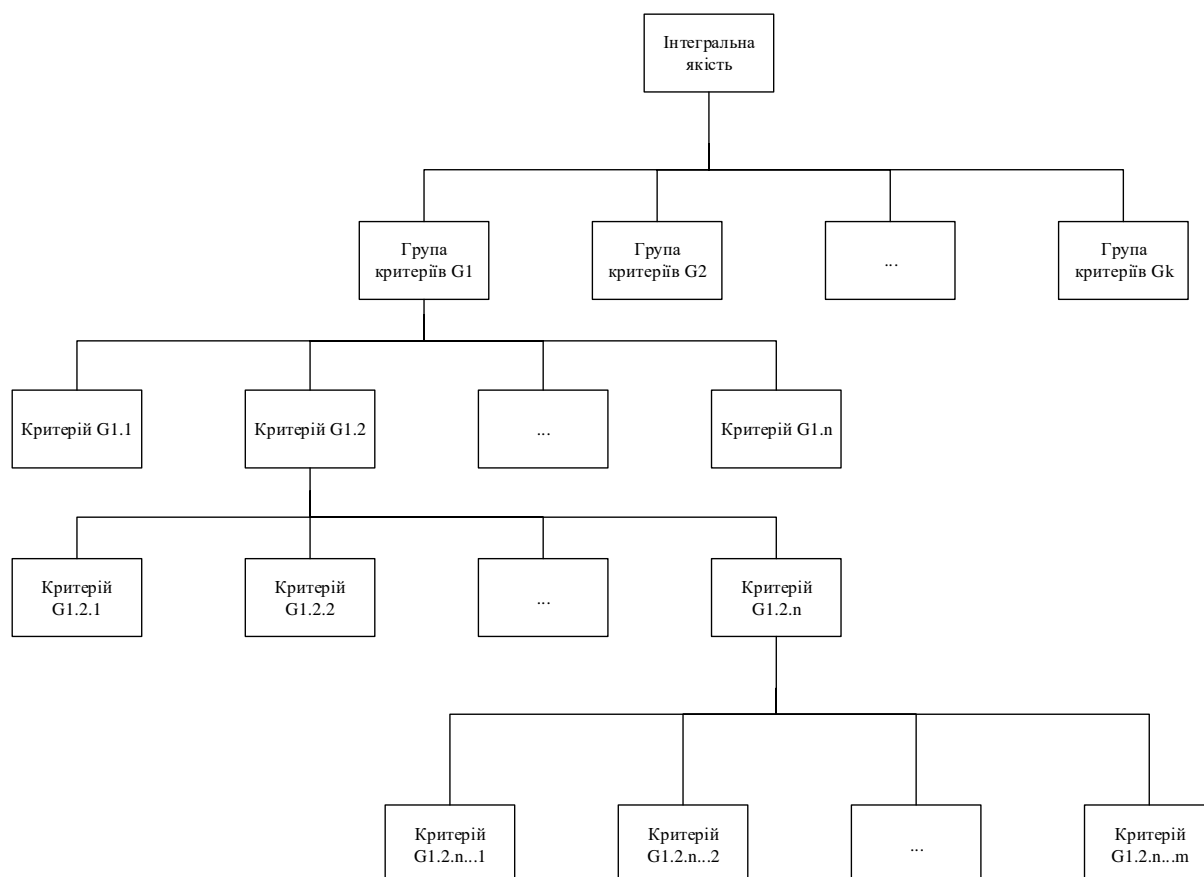 Інтегральна
якість
Група
критеріїв G1
Група
критеріїв G2
...
Група
критеріїв Gk
Критерій G1.1
Критерій G1.2
...
Критерій G1.n
Критерій
G1.2.1
Критерій
G1.2.2
...
Критерій
G1.2.n
Критерій
G1.2.n...1
Критерій
G1.2.n...2
...
Критерій
G1.2.n...m